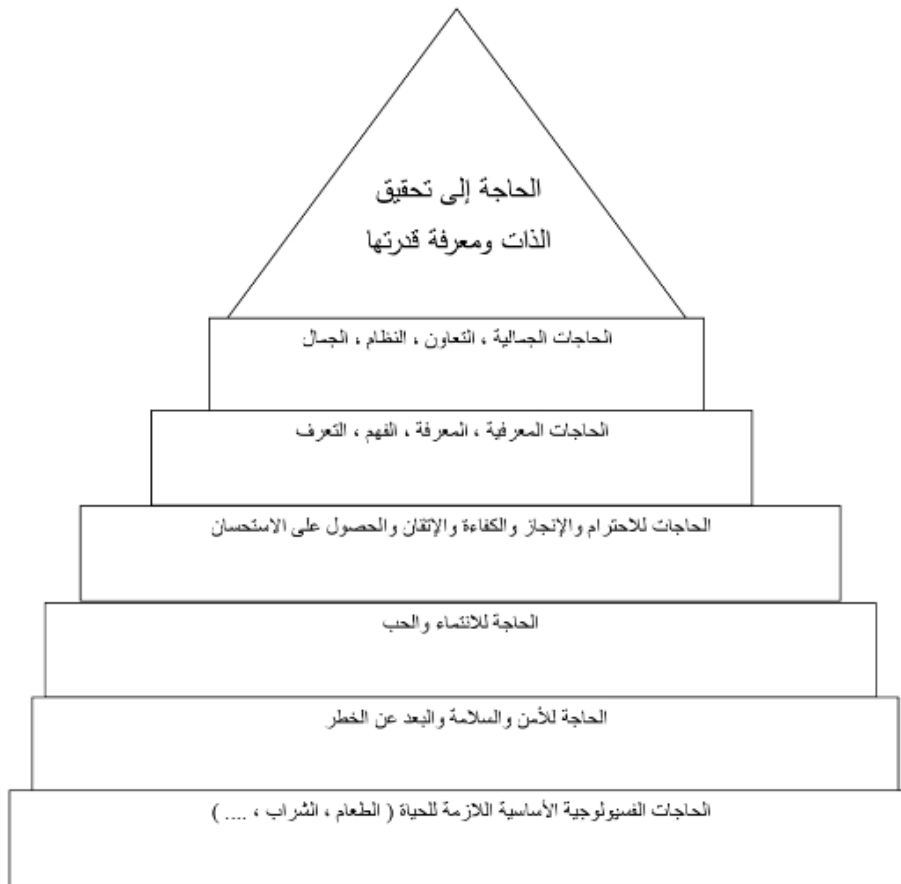 الحاجة إلى تحقيق
الذات ومعرفة قدرتها
الحاجات الجمالية ، التعاون ، النظام ، الجمال
الحاجات المعرفية ، المعرفة ، الفهم ، التعرف
الحاجات للاحترام والإنجاز والكفاءة والإتقان والحصول على الاستحسان
الحاجة للانتماء والحب
الحاجة للأمن والسلامة والبعد عن الخطر
الحاجات الفسيولوجية الأساسية اللازمة للحياة ( الطعام ، الشراب ، .... )